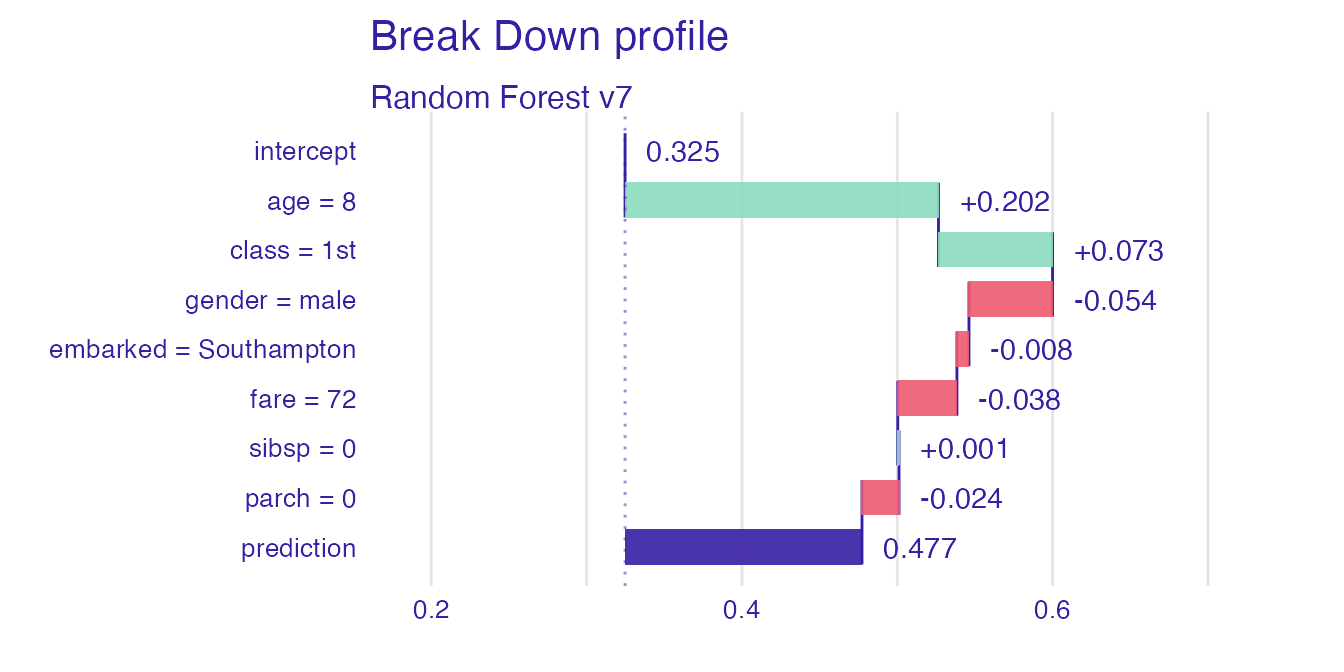 Break Down profile
Random Forest v7
intercept 0.325
age = 8 +0.202
class = 1st +0.073
gender = male -0.054
embarked = Southampton -0.008
fare = 72 -0.038
sibsp = 0 +0.001
parch = 0 -0.024
prediction 0.477
0.2 0.4 0.6